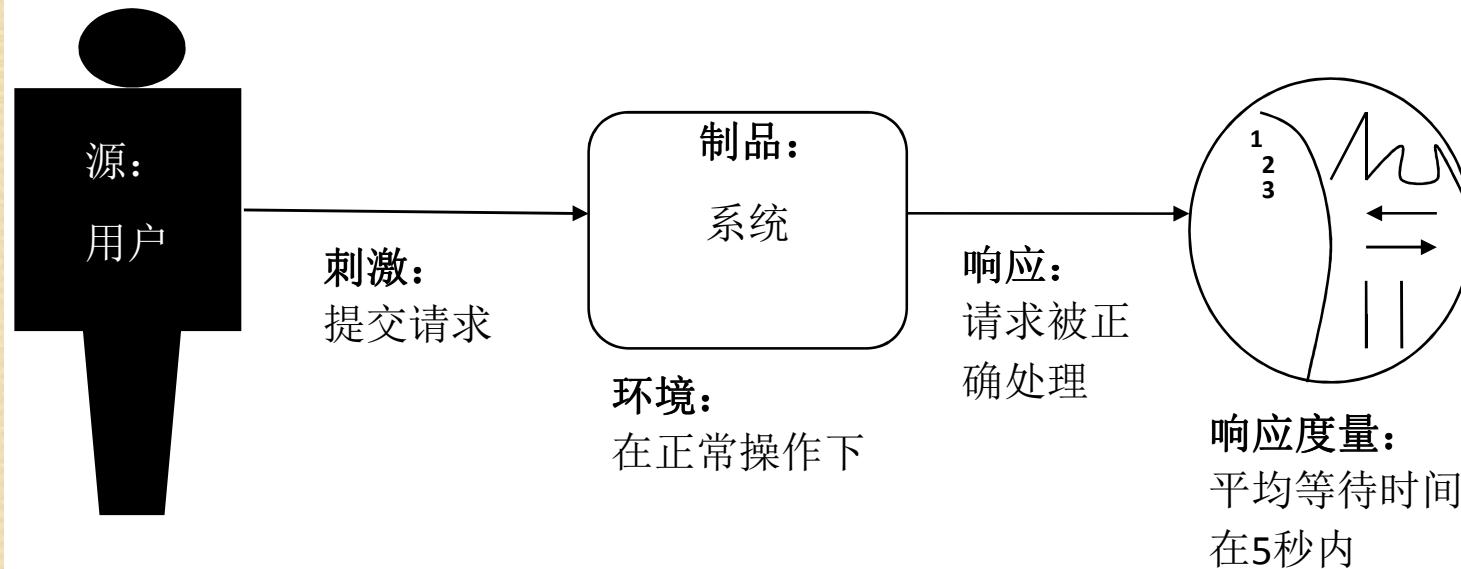 源：
用户
刺激：
提交请求
制品：
系统
环境：
在正常操作下
响应：
请求被正
确处理
1
2
3
响应度量：
平均等待时间
在5秒内